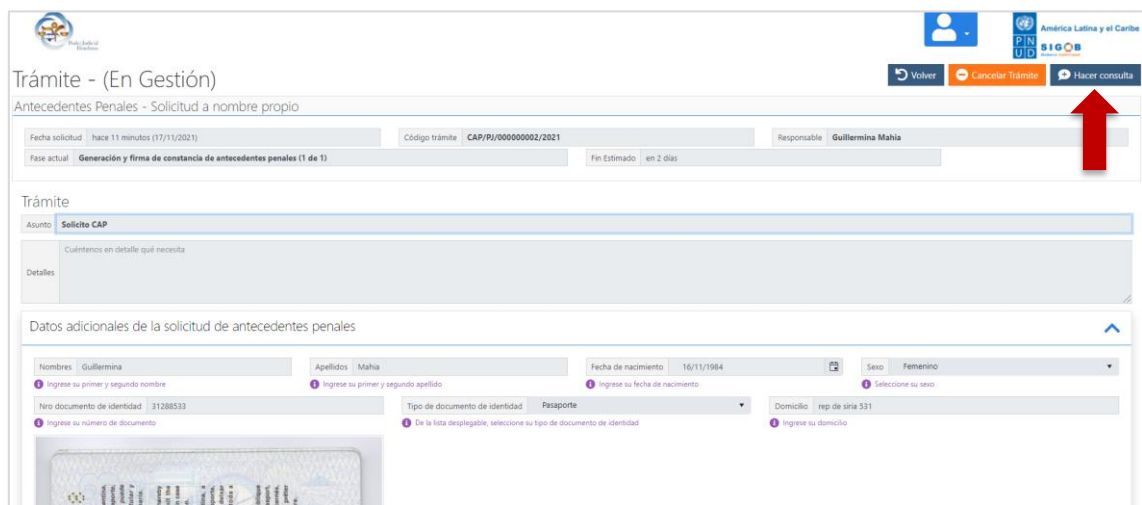 Poder Judicial
Honduras
América Latina y el Caribe
PNUD
SIGOB
Trámite - (En Gestión)
Volver
Cancelar Trámite
Hacer consulta
Antecedentes Penales - Solicitud a nombre propio
Fecha solicitud hace 11 minutos (17/11/2021)
Código trámite CAP/PJ/000000002/2021
Responsable Guillermina Mahia
Fase actual Generación y firma de constancia de antecedentes penales (1 de 1)
Fin Estimado en 2 días
Trámite
Asunto Solicito CAP
Cuéntenos en detalle qué necesita
Detalles
Datos adicionales de la solicitud de antecedentes penales
Nombres Guillermina
Apellidos Mahia
Fecha de nacimiento 16/11/1984
Sexo Femenino
Ingrese su primer y segundo nombre
Ingrese su primer y segundo apellido
Ingrese su fecha de nacimiento
Seleccione su sexo
Nro documento de identidad 31288533
Tipo de documento de identidad Pasaporte
Domicilio rep de siria 531
Ingrese su número de documento
De la lista desplegable, seleccione su tipo de documento de identidad
Ingrese su domicilio